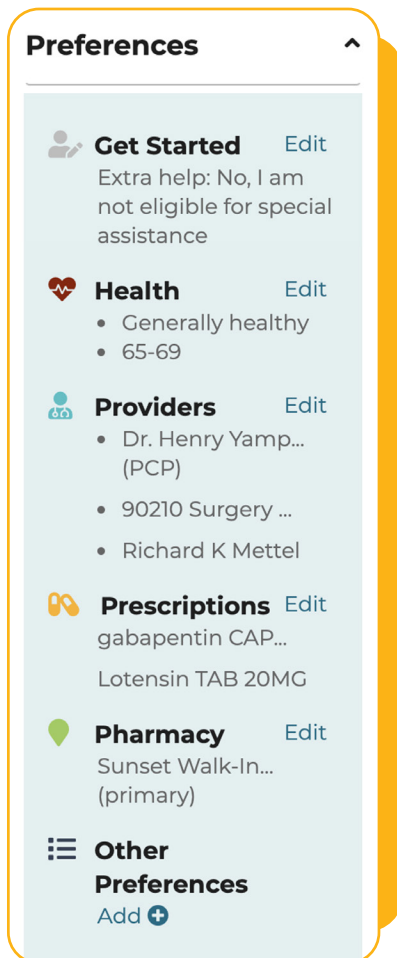 Preferences
Get Started Edit
Extra help: No, I am
not eligible for special
assistance
Health Edit
• Generally healthy
• 65-69
Providers Edit
• Dr. Henry Yamp...
(PCP)
• 90210 Surgery ...
• Richard K Mettel
Prescriptions Edit
gabapentin CAP...
Lotensin TAB 20MG
Pharmacy Edit
Sunset Walk-In...
(primary)
Other
Preferences
Add